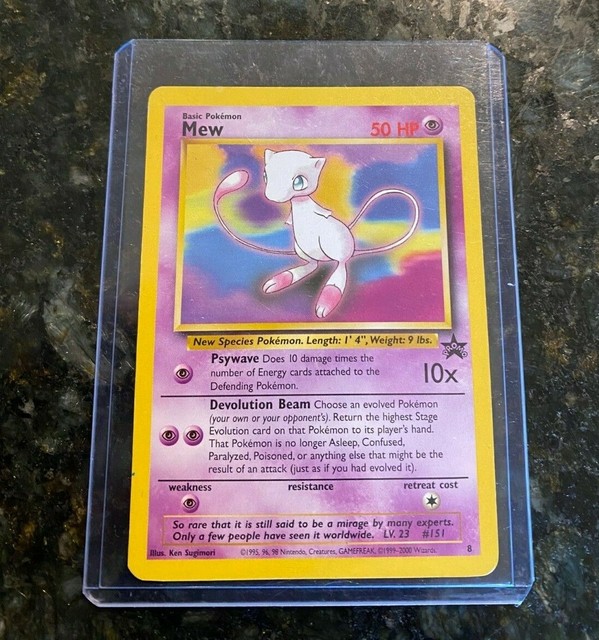 Basic Pokémon
Mew
50 HP
New Species Pokémon. Length: 1' 4", Weight: 9 lbs.
PROMO
Psywave Does 10 damage times the
number of Energy cards attached to the
Defending Pokémon.
10x
Devolution Beam Choose an evolved Pokémon
(your own or your opponent's). Return the highest Stage
Evolution card on that Pokémon to its player's hand.
That Pokémon is no longer Asleep, Confused,
Paralyzed, Poisoned, or anything else that might be the
result of an attack (just as if you had evolved it).
weakness resistance retreat cost
So rare that it is still said to be a mirage by many experts.
Only a few people have seen it worldwide. LV. 23 #151
Illus. Ken Sugimori ©1995, 96, 98 Nintendo, Creatures, GAMEFREAK. ©1999-2000 Wizards. 8